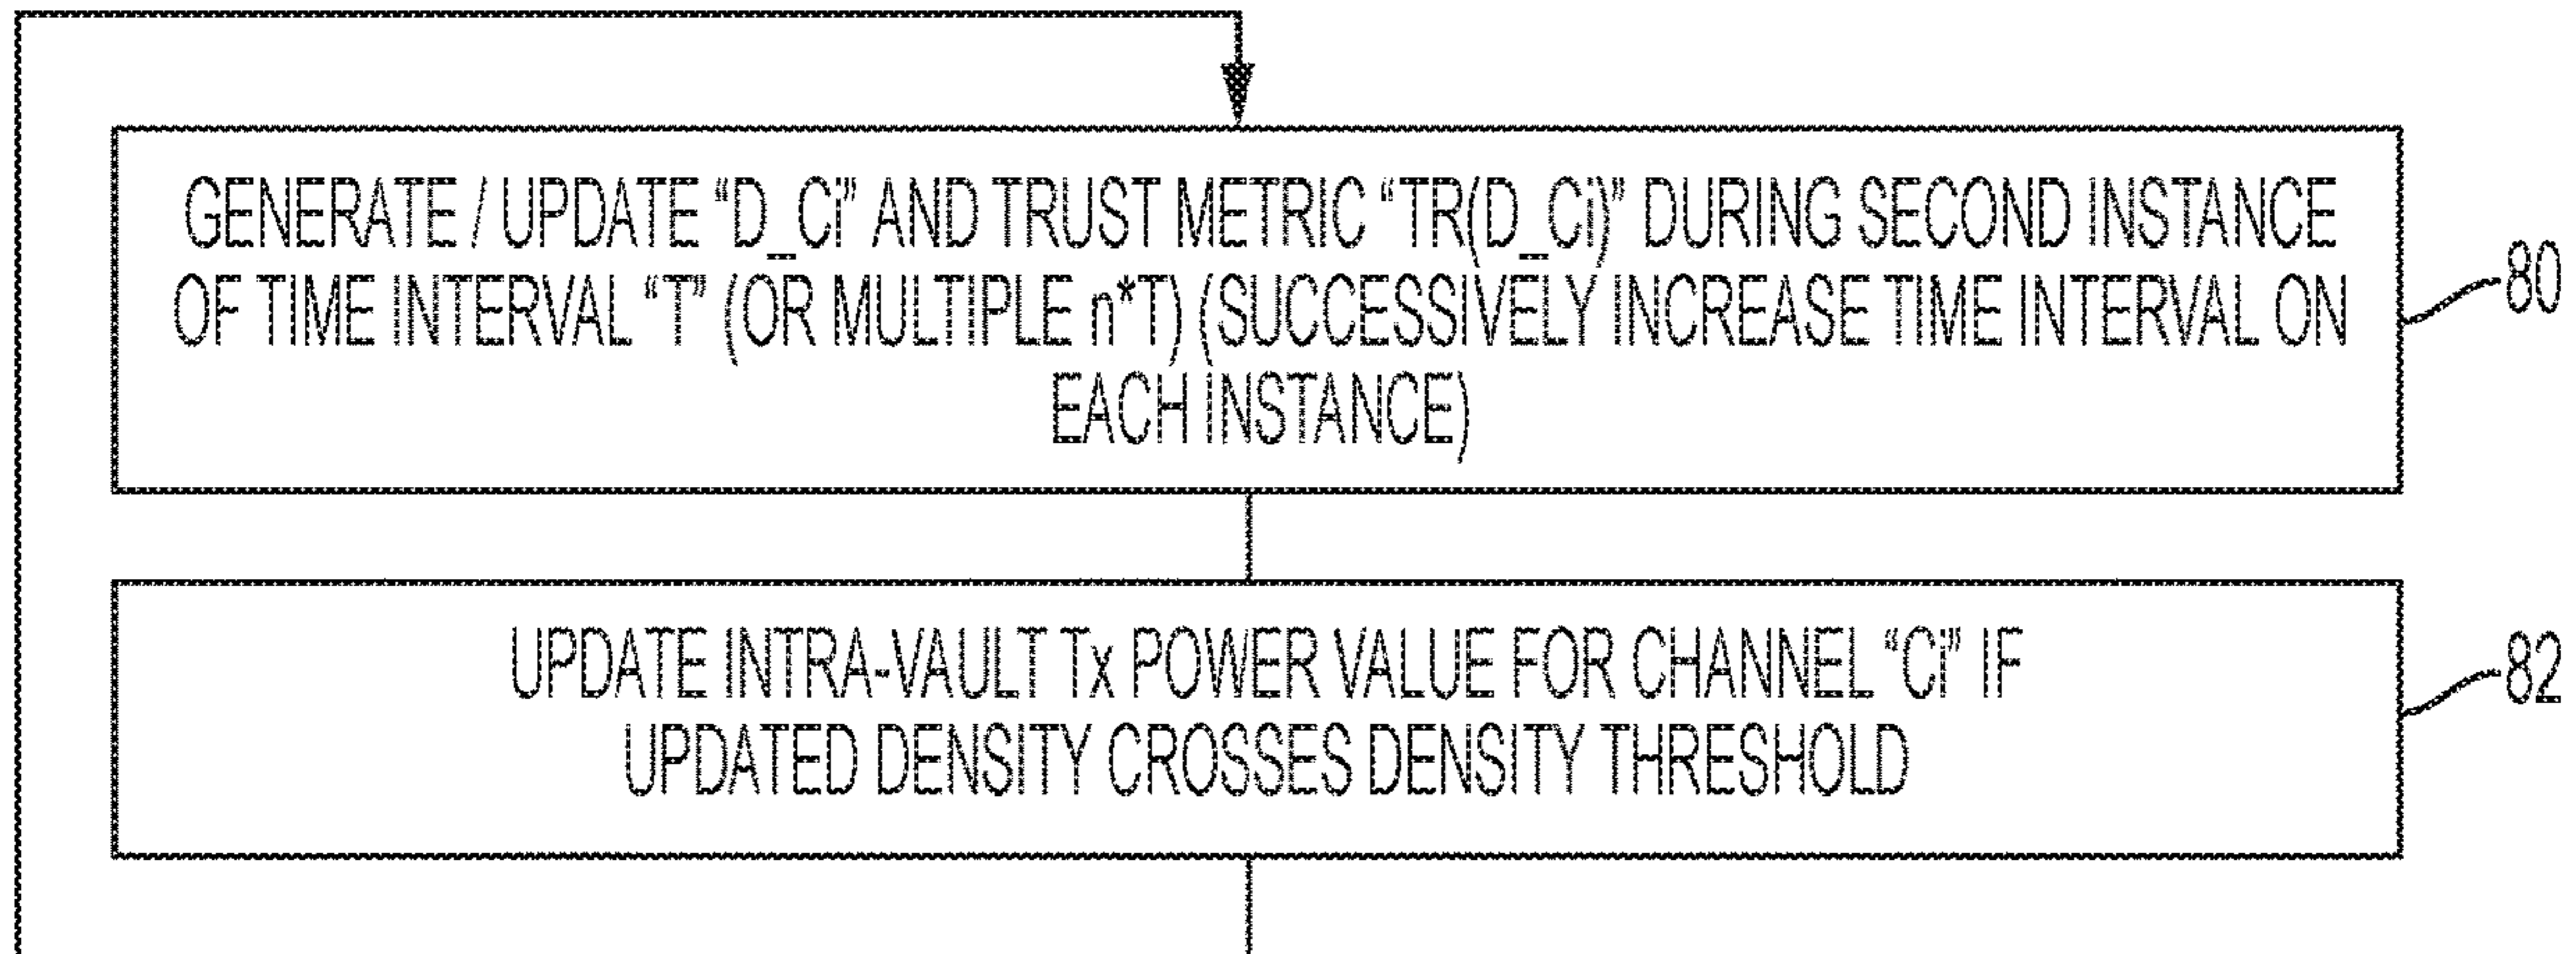 GENERATE / UPDATE “D_Ci” AND TRUST METRIC “TR(D_Ci)” DURING SECOND INSTANCE
OF TIME INTERVAL “T” (OR MULTIPLE n*T) (SUCCESSIVELY INCREASE TIME INTERVAL ON
EACH INSTANCE)
80
UPDATE INTRA-VAULT Tx POWER VALUE FOR CHANNEL “Ci” IF
UPDATED DENSITY CROSSES DENSITY THRESHOLD
82